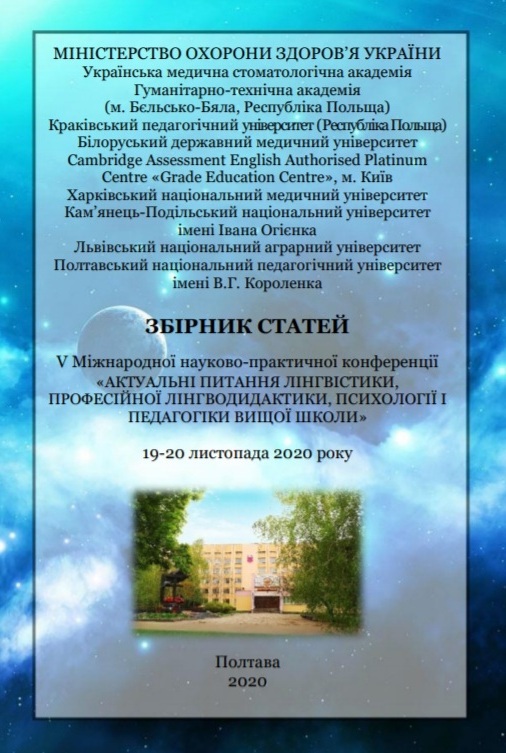 МІНІСТЕРСТВО ОХОРОНИ ЗДОРОВ'Я УКРАЇНИ
Українська медична стоматологічна академія
Гуманітарно-технічна академія
(м. Бєльсько-Бяла, Республіка Польща)
Краківський педагогічний університет (Республіка Польща)
Білоруський державний медичний університет
Cambridge Assessment English Authorised Platinum
Centre «Grade Education Centre», м. Київ
Харківський національний медичний університет
Кам'янець-Подільський національний університет
імені Івана Огієнка
Львівський національний аграрний університет
Полтавський національний педагогічний університет
імені В.Г. Короленка
ЗБІРНИК СТАТЕЙ
V Міжнародної науково-практичної конференції
«АКТУАЛЬНІ ПИТАННЯ ЛІНГВІСТИКИ,
ПРОФЕСІЙНОЇ ЛІНГВОДИДАКТИКИ, ПСИХОЛОГІЇ І
ПЕДАГОГІКИ ВИЩОЇ ШКОЛИ»
19-20 листопада 2020 року
Полтава
2020